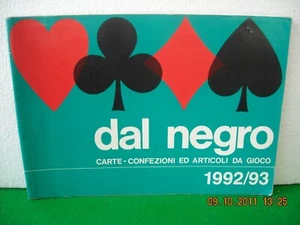 dal negro
CARTE - CONFEZIONI ED ARTICOLI DA GIOCO
1992/93
09.10.2011 13:25